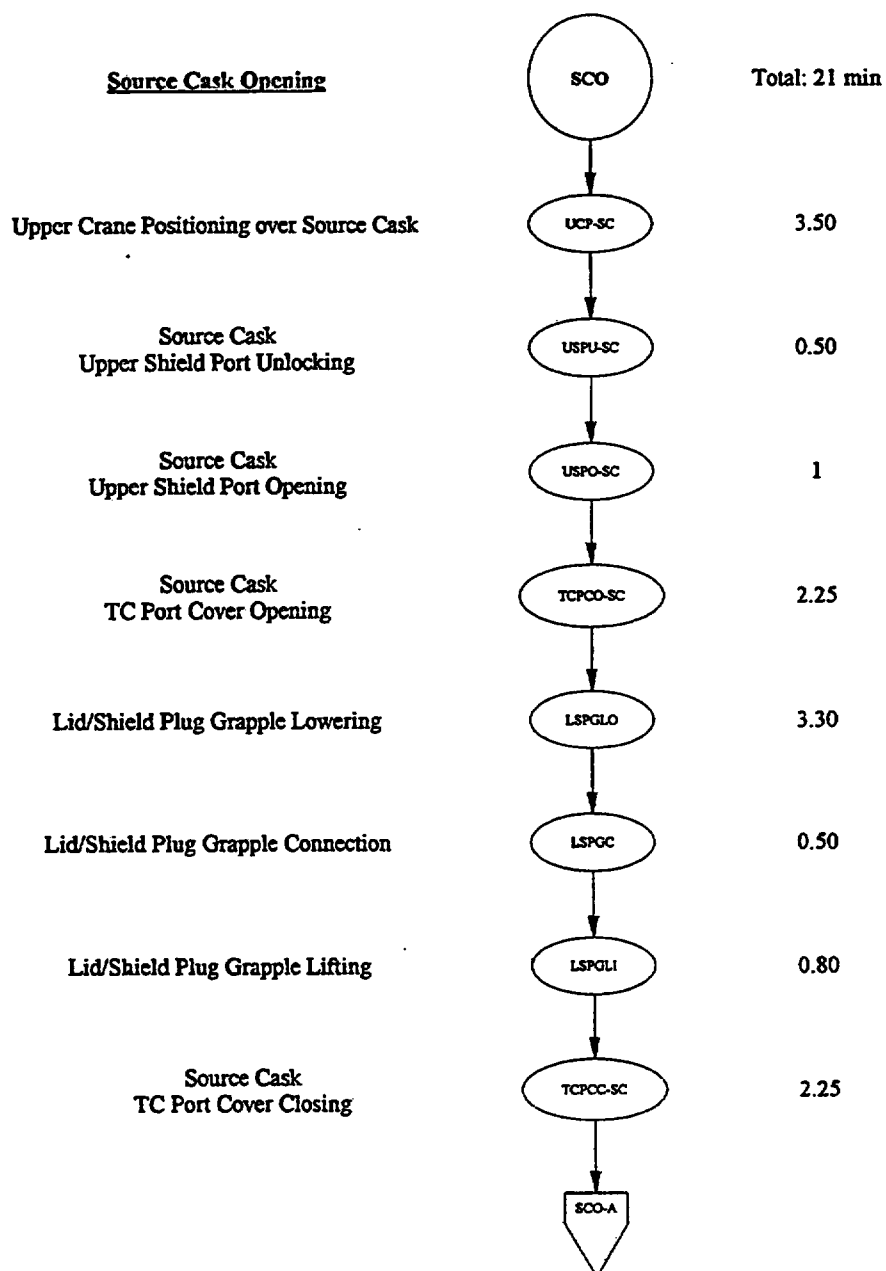 Source Cask Opening SCO Total: 21 min
Upper Crane Positioning over Source Cask UCP-SC 3.50
Source Cask
Upper Shield Port Unlocking USPU-SC 0.50
Source Cask
Upper Shield Port Opening USPO-SC 1
Source Cask
TC Port Cover Opening TCPCO-SC 2.25
Lid/Shield Plug Grapple Lowering LSPGLO 3.30
Lid/Shield Plug Grapple Connection LSPGC 0.50
Lid/Shield Plug Grapple Lifting LSPGLI 0.80
Source Cask
TC Port Cover Closing TCPCC-SC 2.25
SCO-A